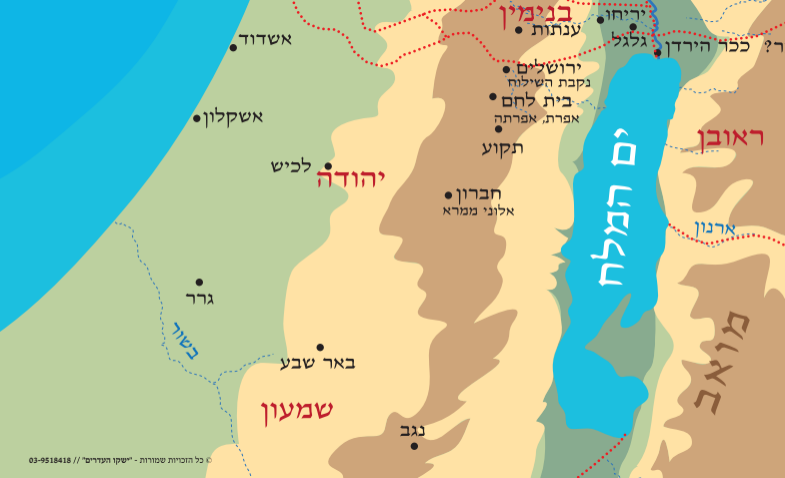 בנימין
יריחו
ענתות
גלגל
ככר הירדן
אשדוד
ירושלים
נקבת השילוח
בית לחם
אפרת, אפרתה
אשקלון
תקוע
ראובן
ים המלח
לכיש
יהודה
חברון
אלוני ממרא
ארנון
גרר
בשור
מואב
באר שבע
שמעון
נגב
© כל הזכויות שמורות - "ישקו העדרים" // 03-9518418